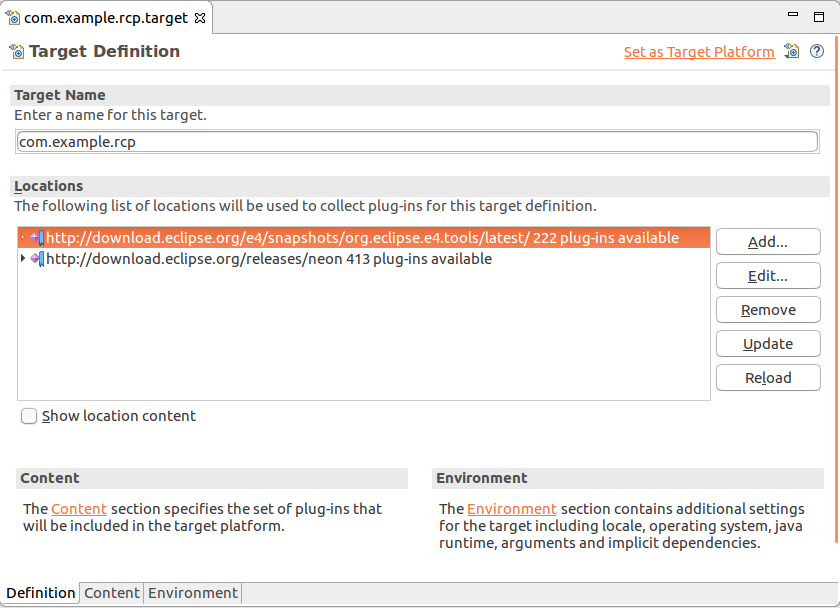 com.example.rcp.target
Target Definition
Set as Target Platform
Target Name
Enter a name for this target.
com.example.rcp
Locations
The following list of locations will be used to collect plug-ins for this target definition.
http://download.eclipse.org/e4/snapshots/org.eclipse.e4.tools/latest/ 222 plug-ins available
http://download.eclipse.org/releases/neon 413 plug-ins available
Add...
Edit...
Remove
Update
Reload
Show location content
Content
The Content section specifies the set of plug-ins that
will be included in the target platform.
Environment
The Environment section contains additional settings
for the target including locale, operating system, java
runtime, arguments and implicit dependencies.
Definition Content Environment